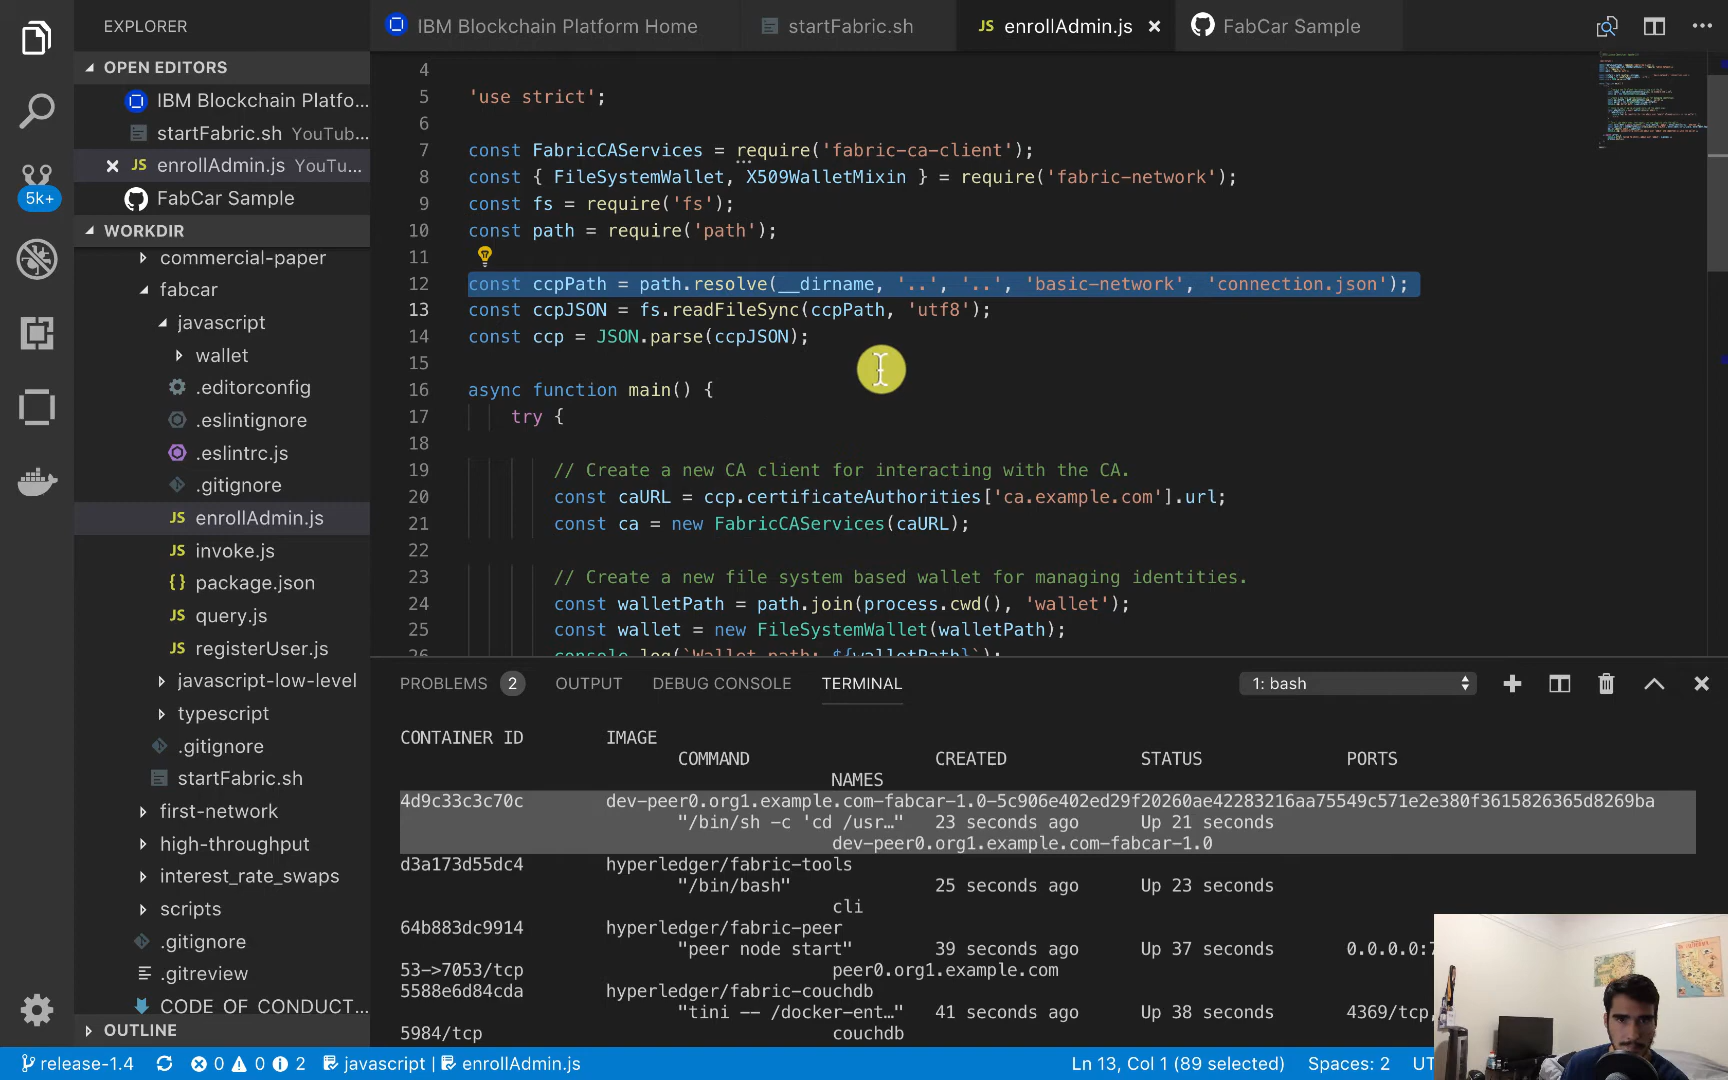 EXPLORER
IBM Blockchain Platform Home
startFabric.sh
JS enrollAdmin.js
FabCar Sample
OPEN EDITORS
IBM Blockchain Platfo...
startFabric.sh YouTub...
JS enrollAdmin.js YouTu...
FabCar Sample
5k+
WORKDIR
commercial-paper
fabcar
javascript
wallet
.editorconfig
.eslintignore
.eslintrc.js
.gitignore
JS enrollAdmin.js
JS invoke.js
{} package.json
JS query.js
JS registerUser.js
javascript-low-level
typescript
.gitignore
startFabric.sh
first-network
high-throughput
interest_rate_swaps
scripts
.gitignore
.gitreview
CODE_OF_CONDUCT...
OUTLINE
4
5 'use strict';
6
7 const FabricCAServices = require('fabric-ca-client');
8 const { FileSystemWallet, X509WalletMixin } = require('fabric-network');
9 const fs = require('fs');
10 const path = require('path');
11
12 const ccpPath = path.resolve(__dirname, '..', '..', 'basic-network', 'connection.json');
13 const ccpJSON = fs.readFileSync(ccpPath, 'utf8');
14 const ccp = JSON.parse(ccpJSON);
15
16 async function main() {
17 try {
18
19 // Create a new CA client for interacting with the CA.
20 const caURL = ccp.certificateAuthorities['ca.example.com'].url;
21 const ca = new FabricCAServices(caURL);
22
23 // Create a new file system based wallet for managing identities.
24 const walletPath = path.join(process.cwd(), 'wallet');
25 const wallet = new FileSystemWallet(walletPath);
26 console.log(`Wallet path: ${walletPath}`);
PROBLEMS 2 OUTPUT DEBUG CONSOLE TERMINAL 1: bash
CONTAINER ID IMAGE
COMMAND CREATED STATUS PORTS
NAMES
4d9c33c3c70c dev-peer0.org1.example.com-fabcar-1.0-5c906e402ed29f20260ae42283216aa75549c571e2e380f3615826365d8269ba
"/bin/sh -c 'cd /usr…" 23 seconds ago Up 21 seconds
dev-peer0.org1.example.com-fabcar-1.0
d3a173d55dc4 hyperledger/fabric-tools
"/bin/bash" 25 seconds ago Up 23 seconds
cli
64b883dc9914 hyperledger/fabric-peer
"peer node start" 39 seconds ago Up 37 seconds 0.0.0.0:7
53->7053/tcp peer0.org1.example.com
5588e6d84cda hyperledger/fabric-couchdb
"tini -- /docker-ent…" 41 seconds ago Up 38 seconds 4369/tcp,
5984/tcp couchdb
release-1.4 0 0 2 javascript | enrollAdmin.js Ln 13, Col 1 (89 selected) Spaces: 2 UT